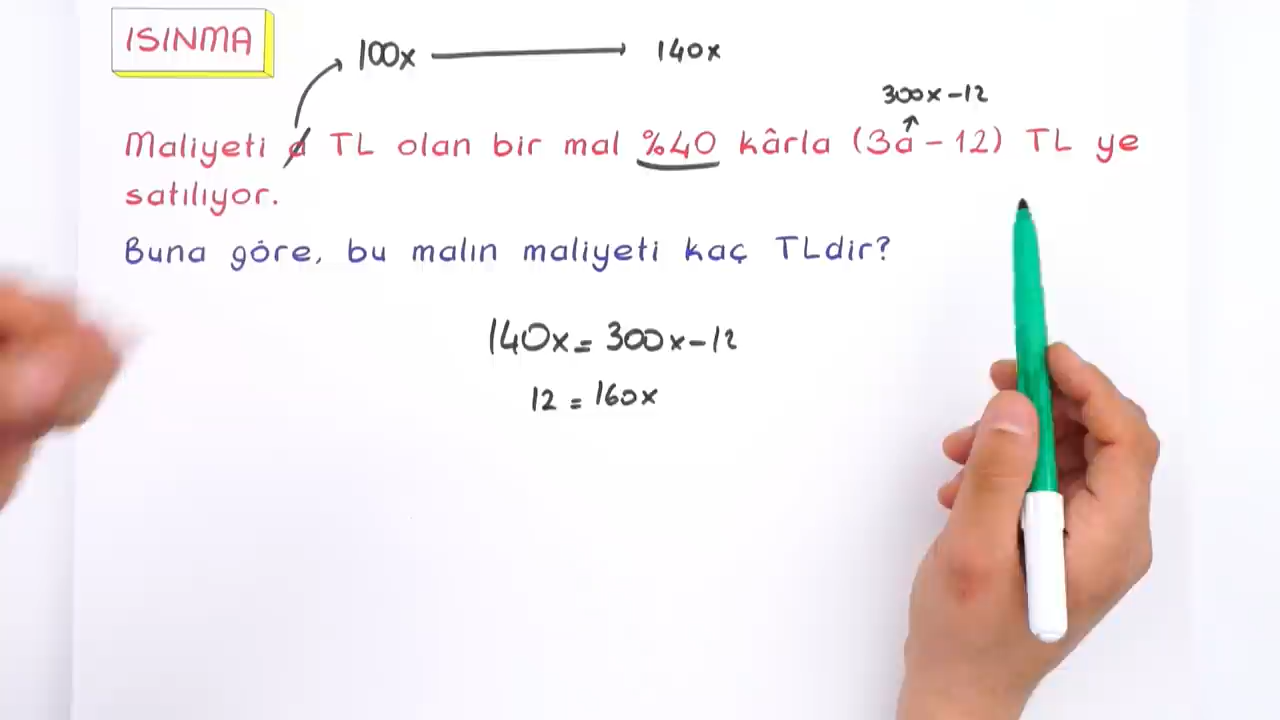 ISINMA
100x → 140x
300x-12
Maliyeti a TL olan bir mal %40 kârla (3a-12) TL ye
satılıyor.
Buna göre, bu malın maliyeti kaç TLdir?
140x = 300x-12
12 = 160x